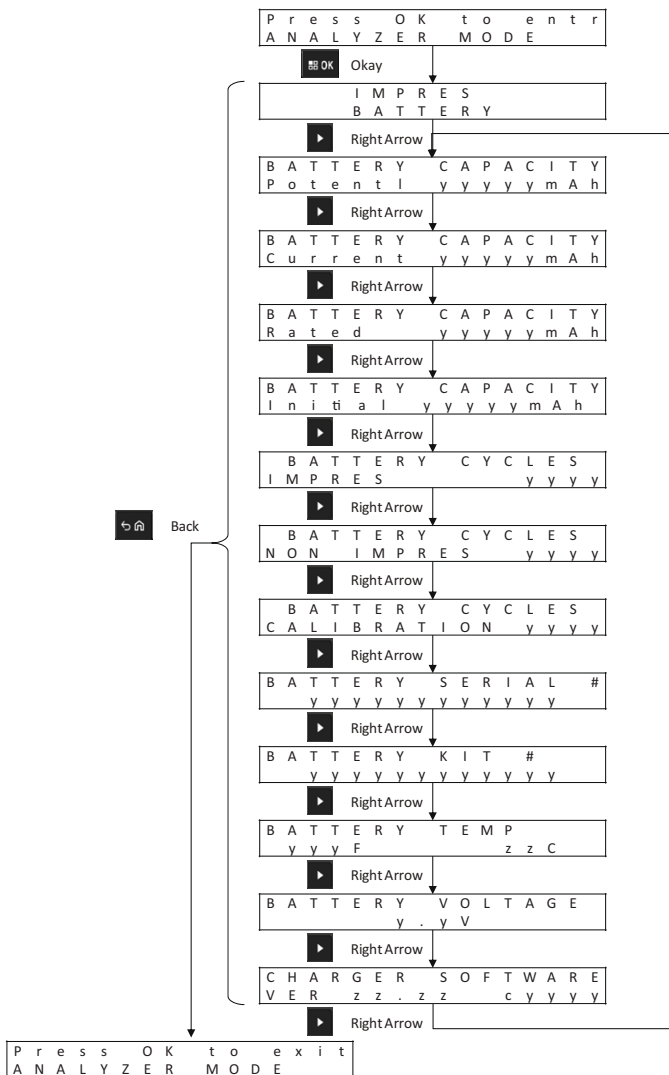 Press OK to entr
ANALYZER MODE
OK Okay
IMPRES
BATTERY
Right Arrow
BATTERY CAPACITY
Potentl yyyyymAh
Right Arrow
BATTERY CAPACITY
Current yyyyymAh
Right Arrow
BATTERY CAPACITY
Rated yyyyymAh
Right Arrow
BATTERY CAPACITY
Initial yyyyymAh
Right Arrow
BATTERY CYCLES
IMPRES yyyy
Right Arrow
Back
BATTERY CYCLES
NON IMPRES yyyy
Right Arrow
BATTERY CYCLES
CALIBRATION yyyy
Right Arrow
BATTERY SERIAL #
yyyyyyyyyyyy
Right Arrow
BATTERY KIT #
yyyyyyyyyyyy
Right Arrow
BATTERY TEMP
yyyF zzC
Right Arrow
BATTERY VOLTAGE
y.yV
Right Arrow
CHARGER SOFTWARE
VER zz.zz cyyyy
Right Arrow
Press OK to exit
ANALYZER MODE